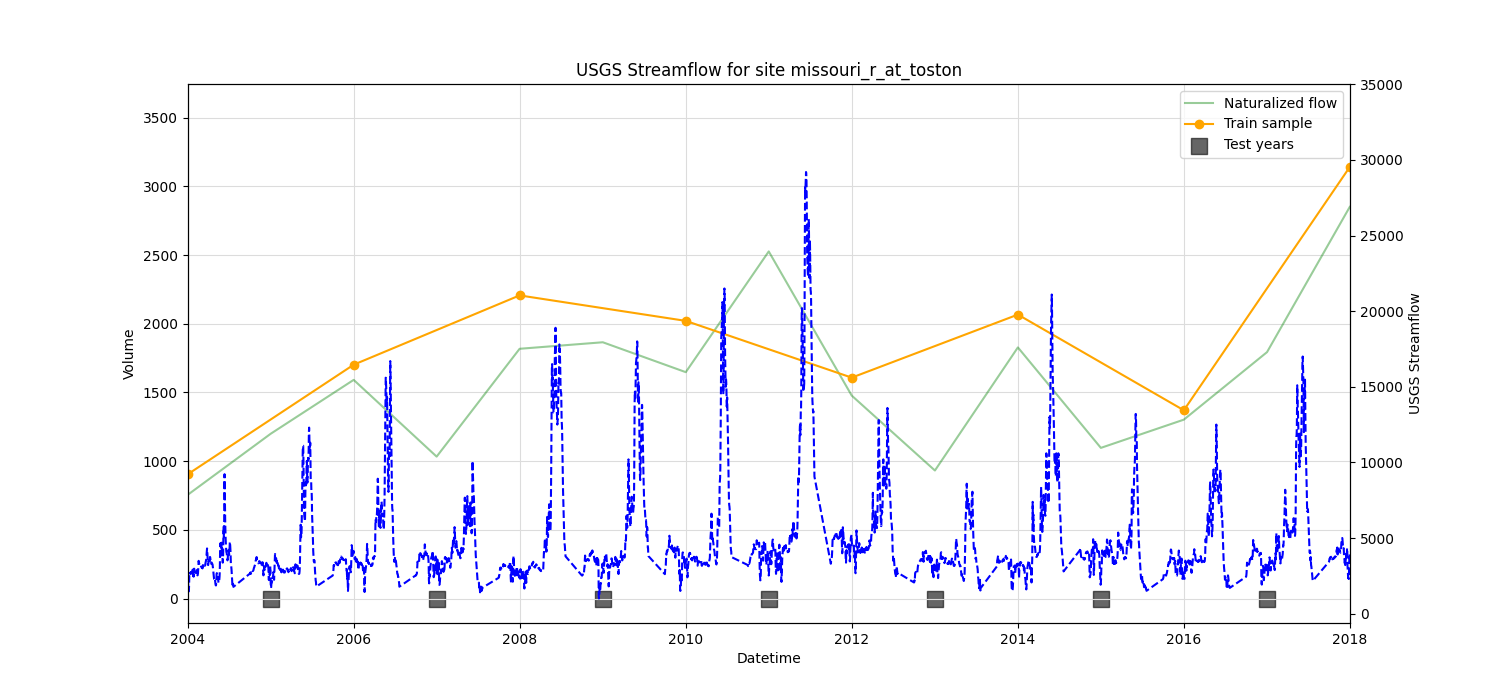 USGS Streamflow for site missouri_r_at_toston
Naturalized flow
Train sample
Test years
Volume
3500
3000
2500
2000
1500
1000
500
0
35000
30000
25000
20000
15000
10000
5000
0
USGS Streamflow
2004 2006 2008 2010 2012 2014 2016 2018
Datetime